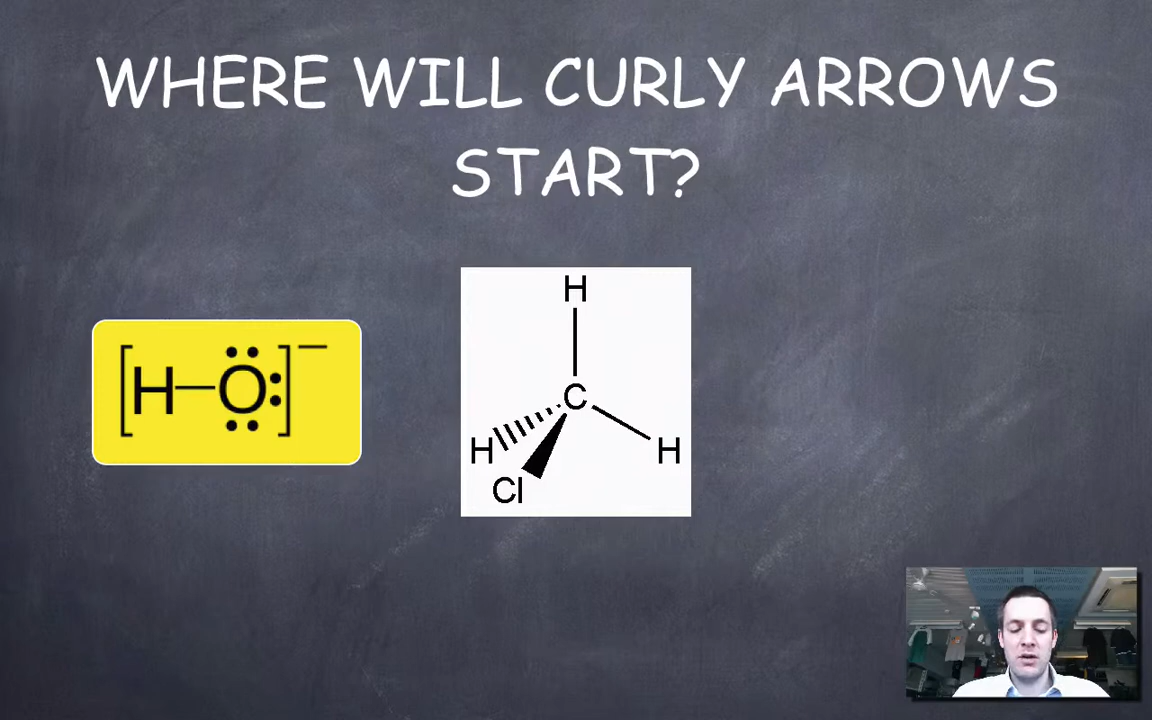 WHERE WILL CURLY ARROWS
START?
[H–Ö:]⁻
H
C
H
H
Cl